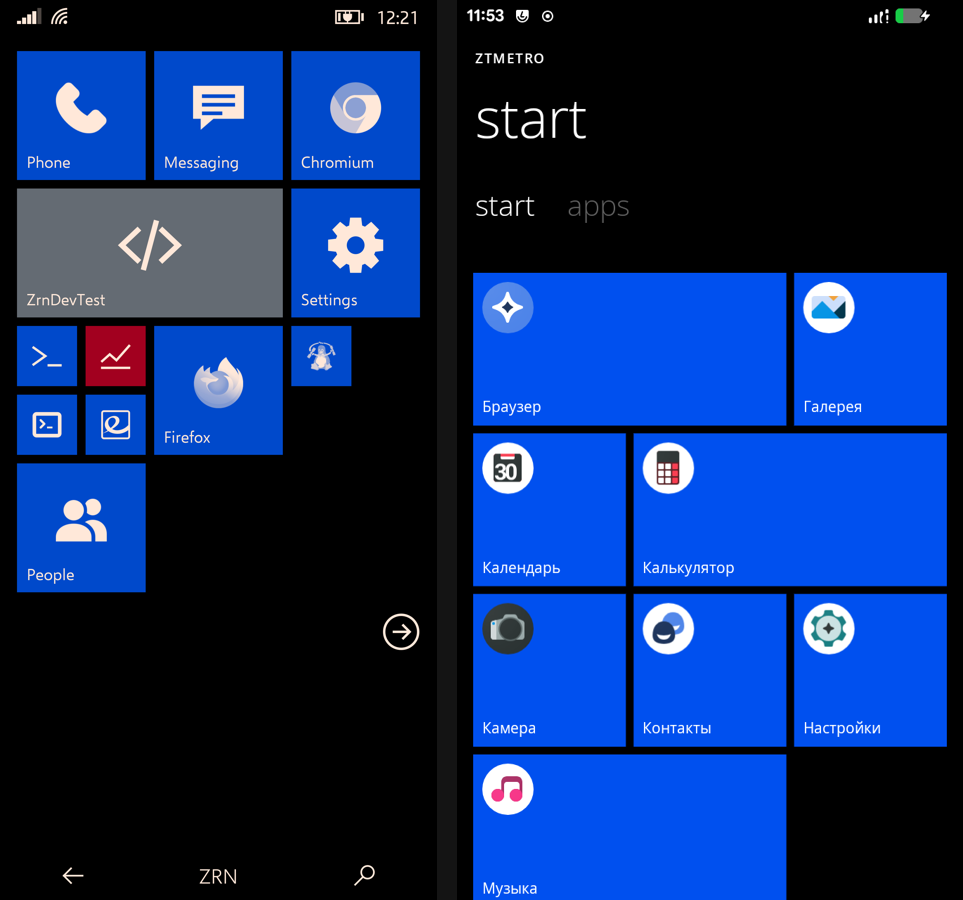 12:21
Phone
Messaging
Chromium
ZrnDevTest
Settings
Firefox
People
ZRN
11:53
ZTMETRO
start
start apps
Браузер
Галерея
30
Календарь
Калькулятор
Камера
Контакты
Настройки
Музыка